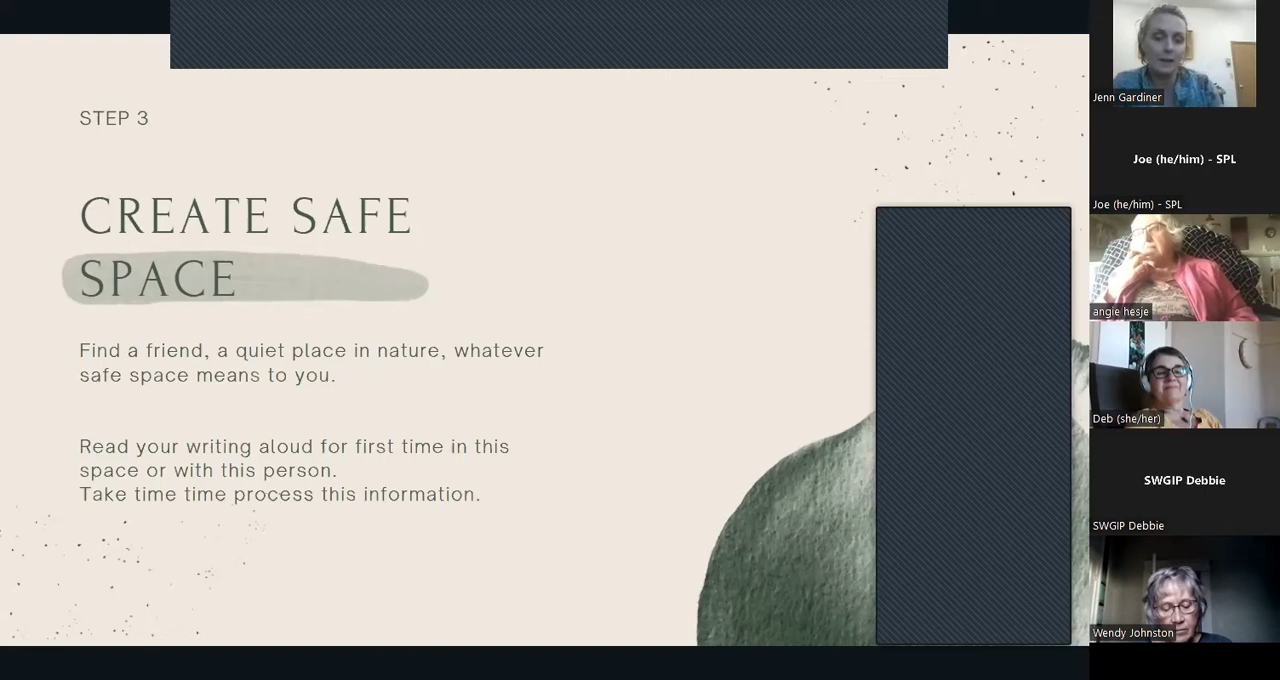 STEP 3
CREATE SAFE
SPACE
Find a friend, a quiet place in nature, whatever
safe space means to you.
Read your writing aloud for first time in this
space or with this person.
Take time time process this information.
Jenn Gardiner
Joe (he/him) - SPL
Joe (he/him) - SPL
angie hesje
Deb (she/her)
SWGIP Debbie
SWGIP Debbie
Wendy Johnston